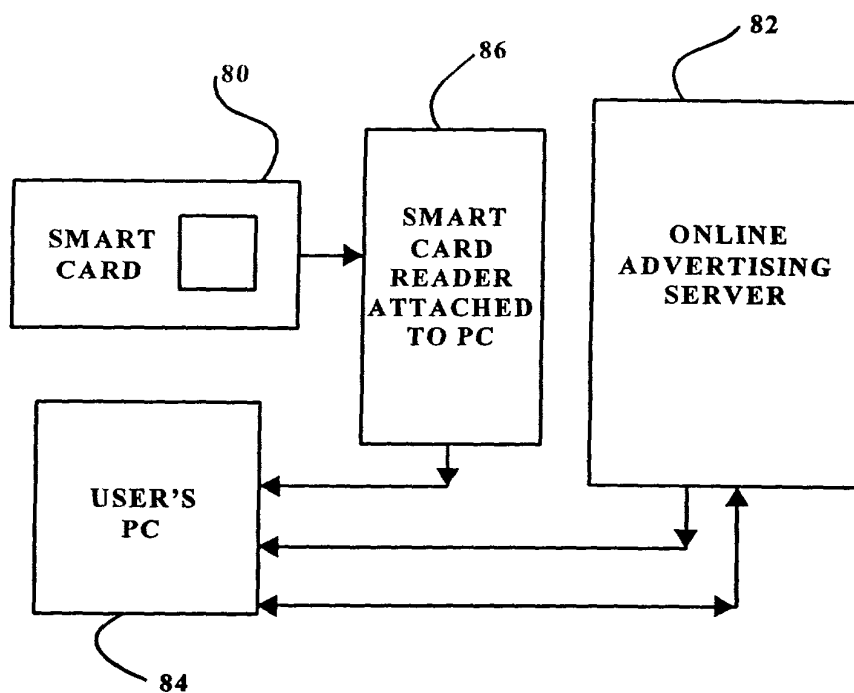 82
86
80
SMART
CARD
SMART
CARD
READER
ATTACHED
TO PC
ONLINE
ADVERTISING
SERVER
USER'S
PC
84